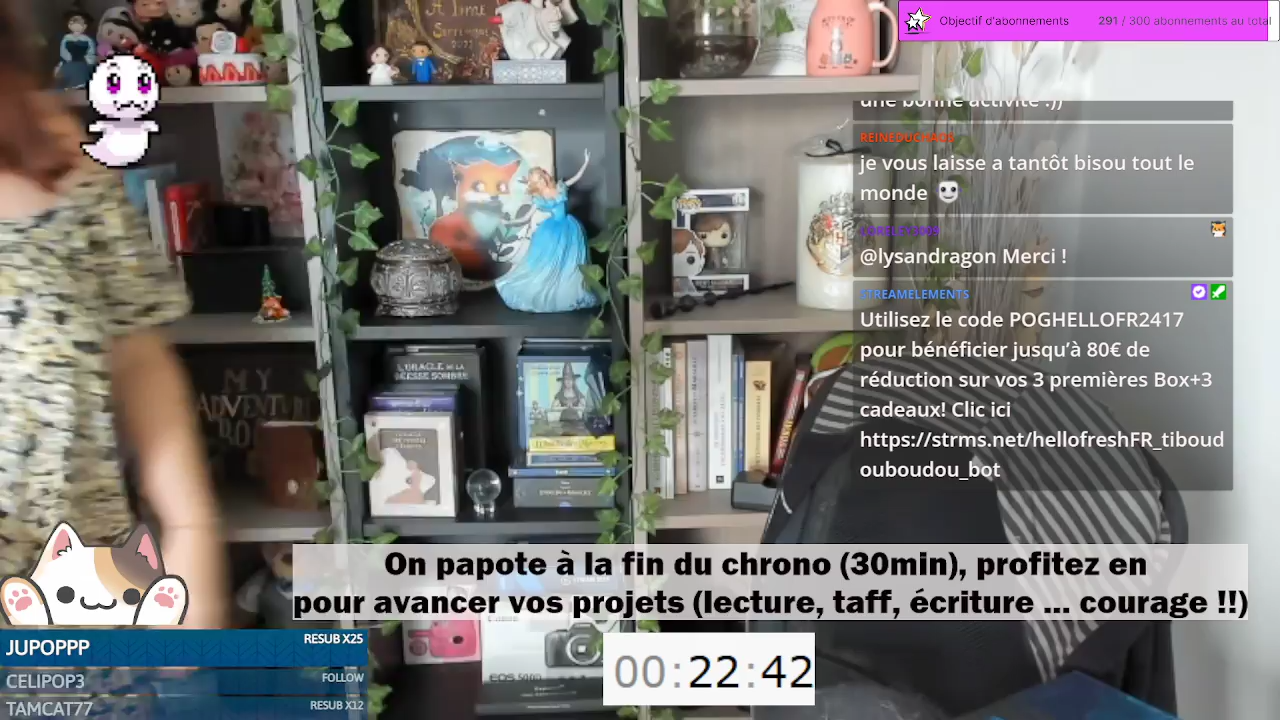 Objectif d'abonnements 291 / 300 abonnements au total
une bonne activité :))
REINEDUCHAOS
je vous laisse a tantôt bisou tout le
monde
@lysandragon Merci !
STREAMELEMENTS
Utilisez le code POGHELLOFR2417
pour bénéficier jusqu'à 80€ de
réduction sur vos 3 premières Box+3
cadeaux! Clic ici
https://strms.net/hellofreshFR_tiboud
ouboudou_bot
MY
ADVENTURE
L'ORACLE DE LA
DÉESSE SOMBRE
On papote à la fin du chrono (30min), profitez en
pour avancer vos projets (lecture, taff, écriture ... courage !!)
JUPOPPP RESUB X25
CELIPOP3 FOLLOW
TAMCAT77 RESUB X12
00:22:42